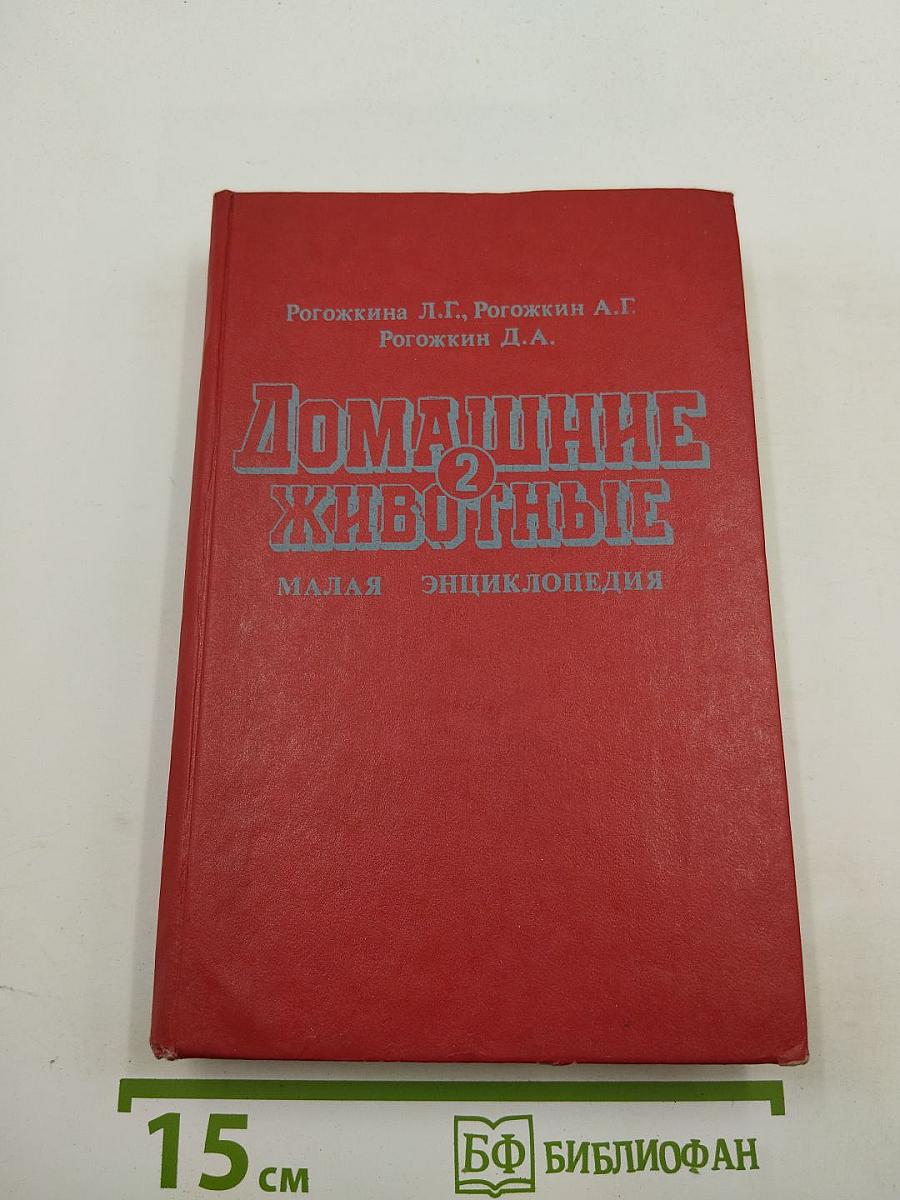 Рогожкина Л.Г., Рогожкин А.Г.
Рогожкин Д.А.
Домашние
2
животные
малая энциклопедия
15 см
БФ БИБЛИОФАН